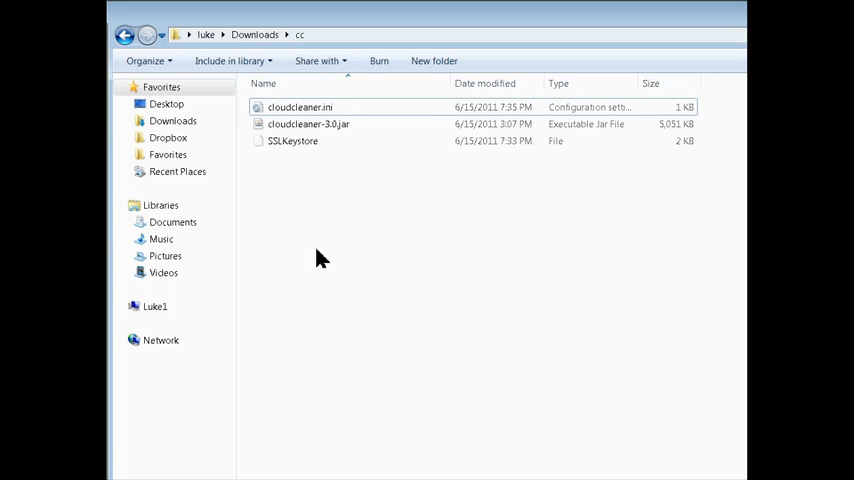 luke Downloads cc
Organize Include in library Share with Burn New folder
Name Date modified Type Size
Favorites
Desktop
Downloads
Dropbox
Favorites
Recent Places
Libraries
Documents
Music
Pictures
Videos
Luke1
Network
cloudcleaner.ini 6/15/2011 7:35 PM Configuration setti... 1 KB
cloudcleaner-3.0.jar 6/15/2011 3:07 PM Executable Jar File 5,051 KB
SSLKeystore 6/15/2011 7:33 PM File 2 KB